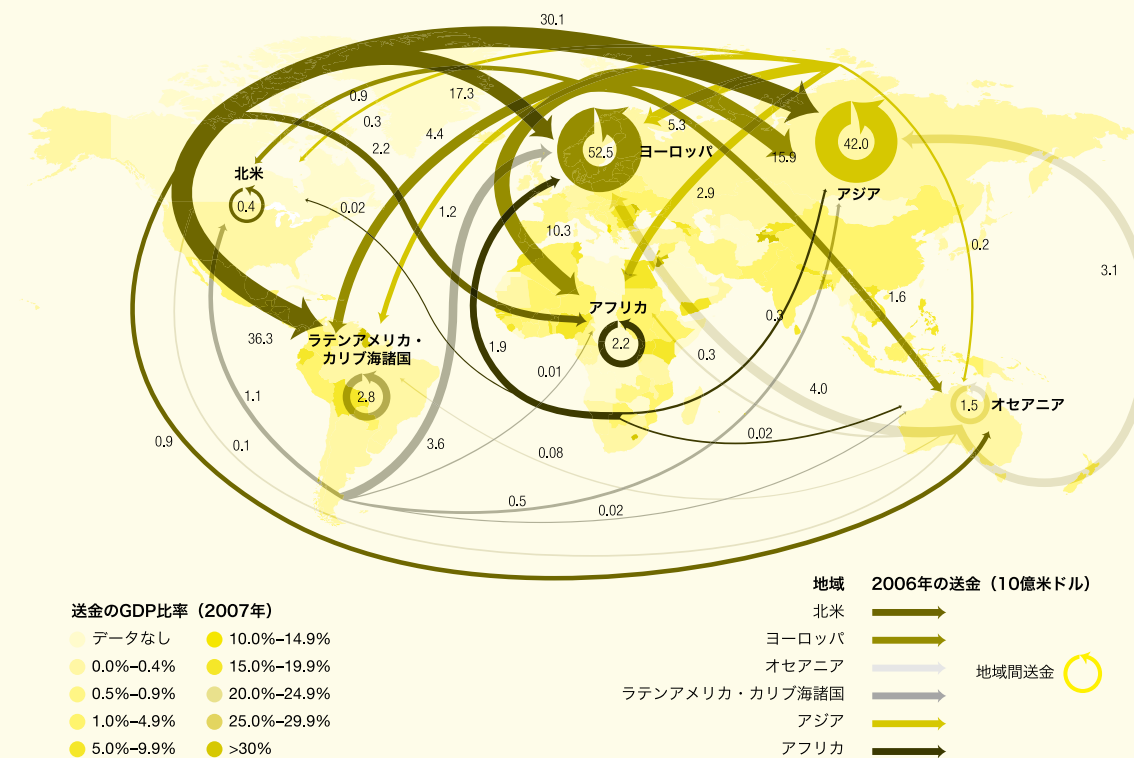 30.1
0.9
17.3
0.3
4.4
2.2
5.3
52.5
ヨーロッパ
15.9
42.0
アジア
北米
0.4
0.02
1.2
2.9
10.3
0.2
3.1
1.6
アフリカ
0.3
2.2
36.3
ラテンアメリカ・
カリブ海諸国
1.9
0.3
0.01
2.8
4.0
1.5
オセアニア
1.1
0.9
0.1
3.6
0.02
0.08
0.5
0.02
送金のGDP比率（2007年）
データなし
0.0%–0.4%
0.5%–0.9%
1.0%–4.9%
5.0%–9.9%
10.0%–14.9%
15.0%–19.9%
20.0%–24.9%
25.0%–29.9%
>30%
地域 2006年の送金（10億米ドル）
北米
ヨーロッパ
オセアニア
ラテンアメリカ・カリブ海諸国
アジア
アフリカ
地域間送金